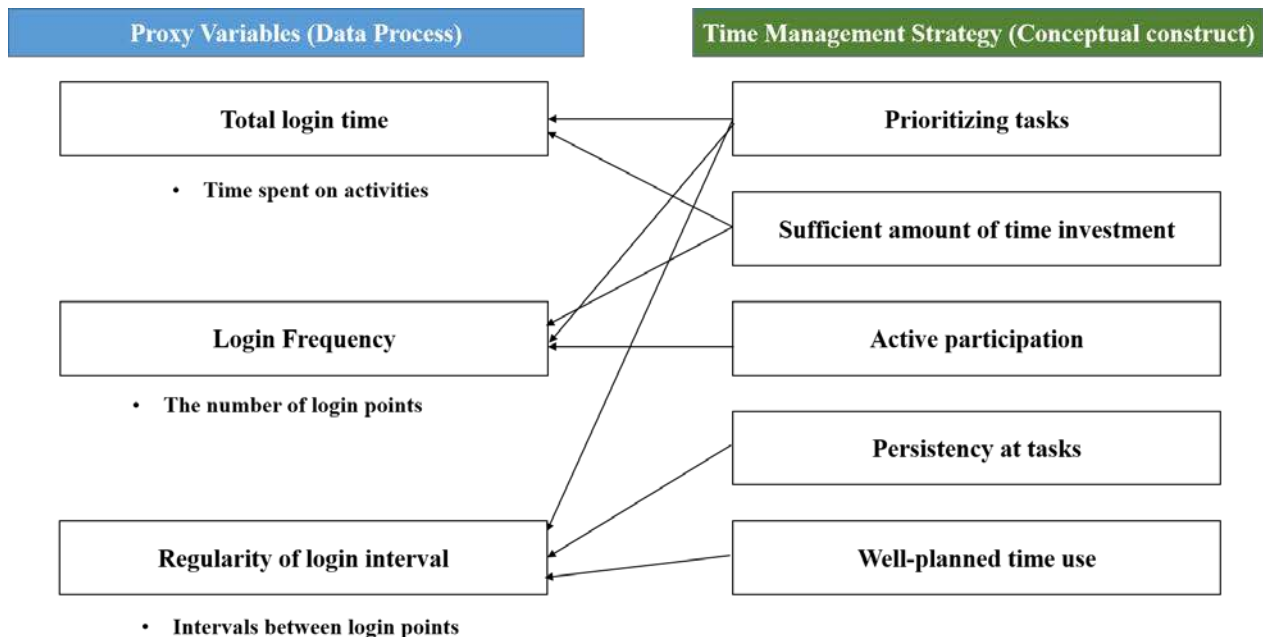 Proxy Variables (Data Process)
Time Management Strategy (Conceptual construct)
Total login time
• Time spent on activities
Login Frequency
• The number of login points
Regularity of login interval
• Intervals between login points
Prioritizing tasks
Sufficient amount of time investment
Active participation
Persistency at tasks
Well-planned time use